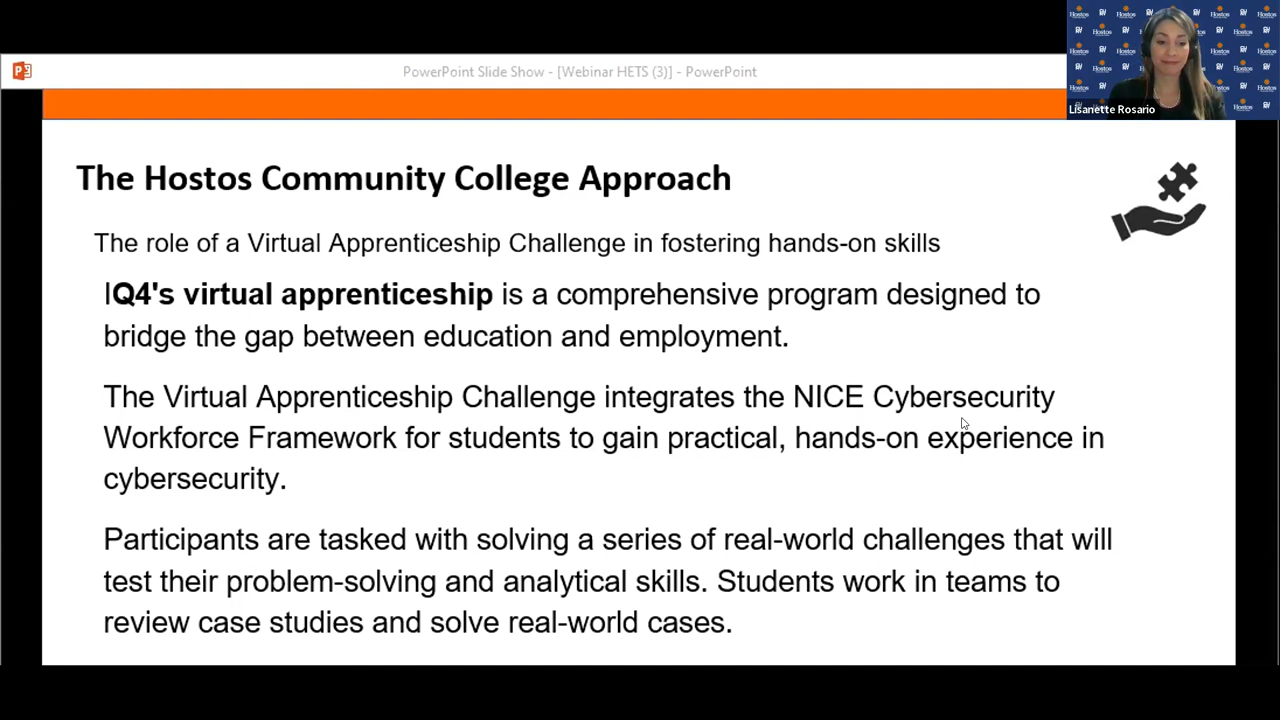 PowerPoint Slide Show - [Webinar HETS (3)] - PowerPoint
Hostos
Lisanette Rosario
The Hostos Community College Approach
The role of a Virtual Apprenticeship Challenge in fostering hands-on skills
IQ4's virtual apprenticeship is a comprehensive program designed to
bridge the gap between education and employment.
The Virtual Apprenticeship Challenge integrates the NICE Cybersecurity
Workforce Framework for students to gain practical, hands-on experience in
cybersecurity.
Participants are tasked with solving a series of real-world challenges that will
test their problem-solving and analytical skills. Students work in teams to
review case studies and solve real-world cases.